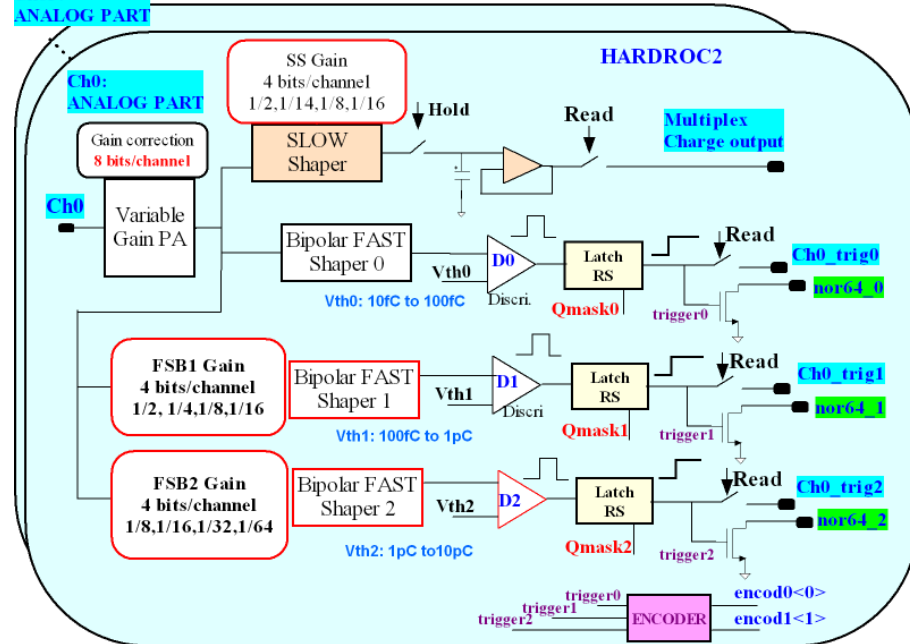 ANALOG PART
HARDROC2
SS Gain
4 bits/channel
1/2,1/14,1/8,1/16
Ch0:
ANALOG PART
Hold
Read
Multiplex
Charge output
Gain correction
8 bits/channel
SLOW
Shaper
Ch0
Variable
Gain PA
Bipolar FAST
Shaper 0
Vth0
D0
Discri.
Latch
RS
Read
Ch0_trig0
nor64_0
Vth0: 10fC to 100fC
Qmask0
trigger0
FSB1 Gain
4 bits/channel
1/2, 1/4,1/8,1/16
Bipolar FAST
Shaper 1
Vth1
D1
Discri
Latch
RS
Read
Ch0_trig1
nor64_1
Vth1: 100fC to 1pC
Qmask1
trigger1
FSB2 Gain
4 bits/channel
1/8,1/16,1/32,1/64
Bipolar FAST
Shaper 2
Vth2
D2
Latch
RS
Read
Ch0_trig2
nor64_2
Vth2: 1pC to10pC
Qmask2
trigger2
trigger0
trigger1
trigger2
ENCODER
encod0<0>
encod1<1>